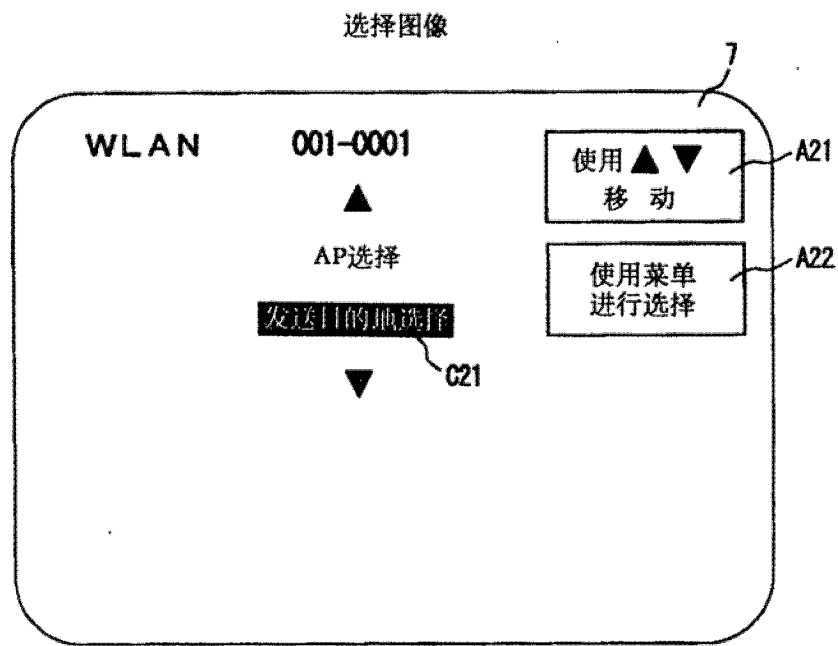 选择图像
7
WLAN 001-0001
使用▲ ▼
移 动
A21
▲
AP选择
使用菜单
进行选择
A22
发送目的地选择
C21
▼